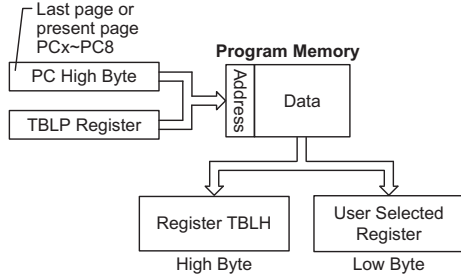 Last page or
present page
PCx~PC8
Program Memory
PC High Byte
Address
Data
TBLP Register
Register TBLH
User Selected
Register
High Byte
Low Byte